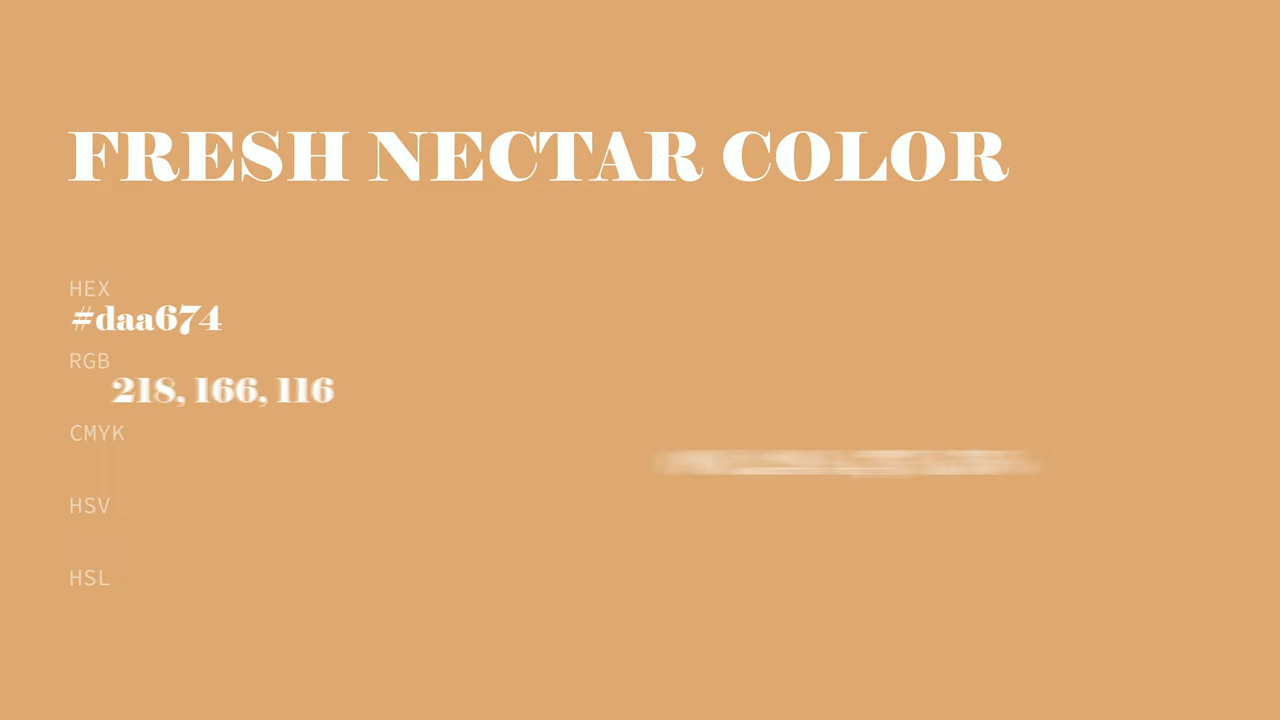 FRESH NECTAR COLOR
HEX
#daa674
RGB
218, 166, 116
CMYK
HSV
HSL